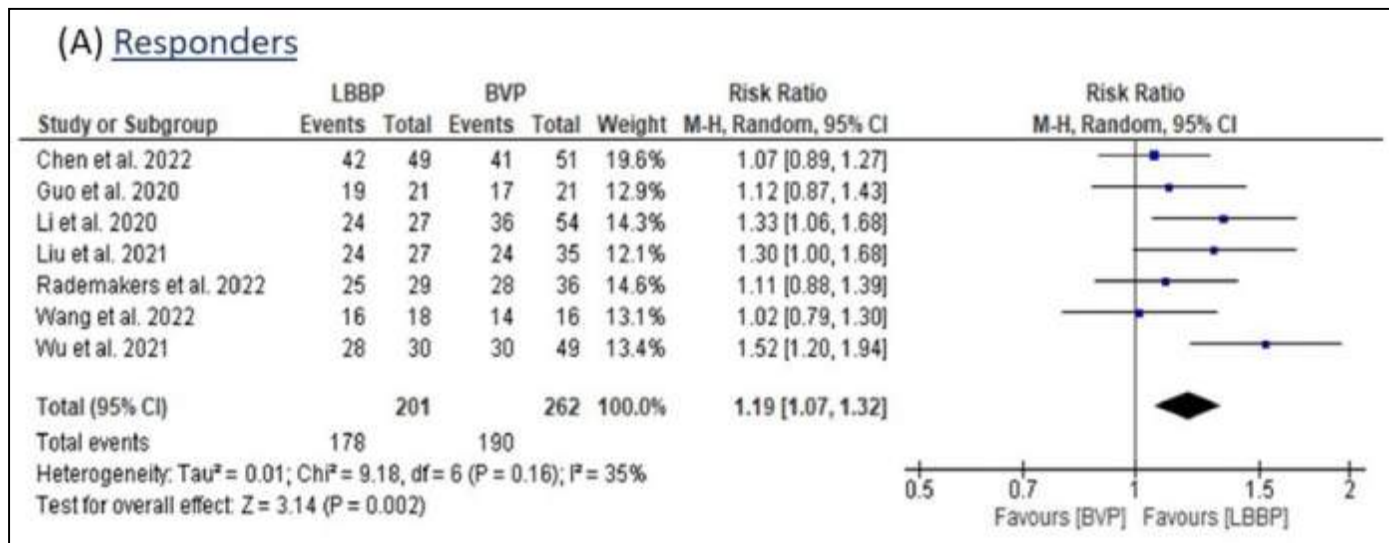 (A) Responders
LBBP BVP Risk Ratio Risk Ratio
Study or Subgroup Events Total Events Total Weight M-H, Random, 95% CI M-H, Random, 95% CI
Chen et al. 2022 42 49 41 51 19.6% 1.07 [0.89, 1.27]
Guo et al. 2020 19 21 17 21 12.9% 1.12 [0.87, 1.43]
Li et al. 2020 24 27 36 54 14.3% 1.33 [1.06, 1.68]
Liu et al. 2021 24 27 24 35 12.1% 1.30 [1.00, 1.68]
Rademakers et al. 2022 25 29 28 36 14.6% 1.11 [0.88, 1.39]
Wang et al. 2022 16 18 14 16 13.1% 1.02 [0.79, 1.30]
Wu et al. 2021 28 30 30 49 13.4% 1.52 [1.20, 1.94]
Total (95% CI) 201 262 100.0% 1.19 [1.07, 1.32]
Total events 178 190
Heterogeneity: Tau² = 0.01; Chi² = 9.18, df = 6 (P = 0.16); I² = 35%
Test for overall effect: Z = 3.14 (P = 0.002)
0.5 0.7 1 1.5 2
Favours [BVP] Favours [LBBP]